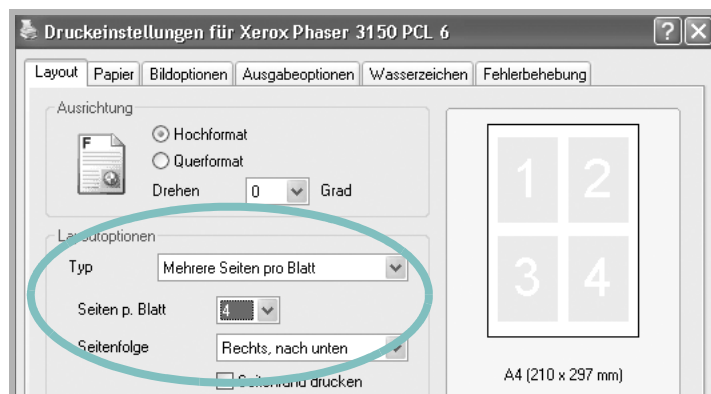 Druckeinstellungen für Xerox Phaser 3150 PCL 6
Layout Papier Bildoptionen Ausgabeoptionen Wasserzeichen Fehlerbehebung
Ausrichtung
F
Hochformat
Querformat
Drehen 0 Grad
1 2
3 4
Layoutoptionen
Typ Mehrere Seiten pro Blatt
Seiten p. Blatt 4
Seitenfolge Rechts, nach unten
Seitenrand drucken
A4 (210 x 297 mm)